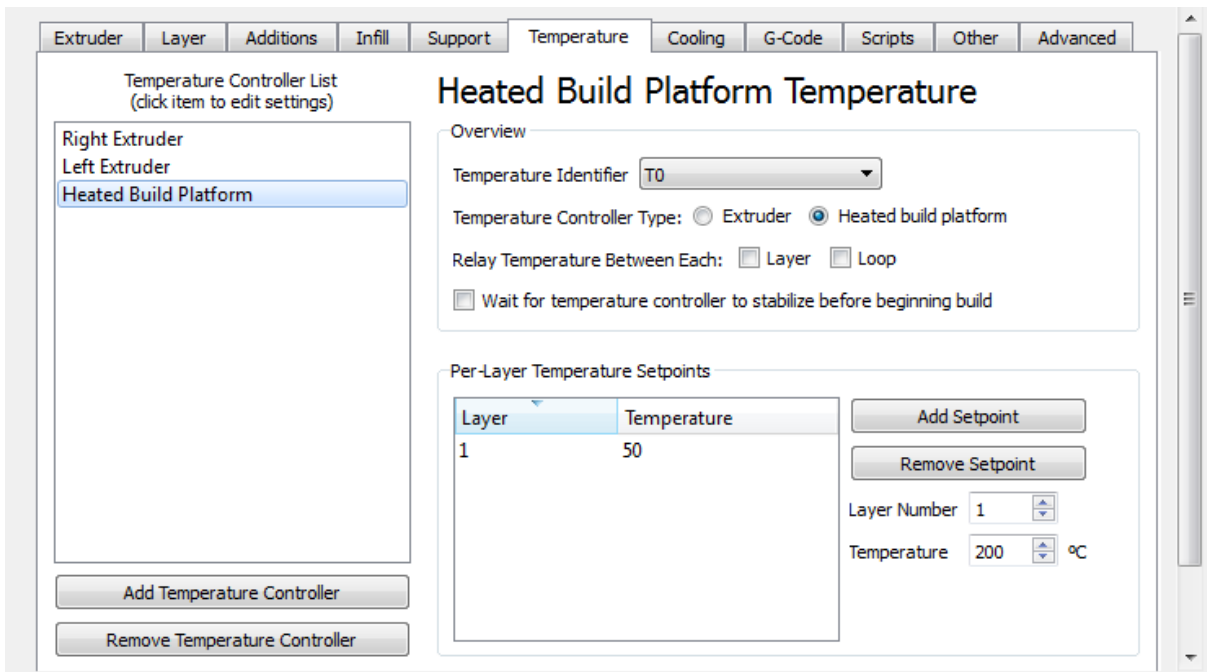 Extruder Layer Additions Infill Support Temperature Cooling G-Code Scripts Other Advanced
Temperature Controller List
(click item to edit settings)
Right Extruder
Left Extruder
Heated Build Platform
Add Temperature Controller
Remove Temperature Controller
Heated Build Platform Temperature
Overview
Temperature Identifier T0
Temperature Controller Type: Extruder Heated build platform
Relay Temperature Between Each: Layer Loop
Wait for temperature controller to stabilize before beginning build
Per-Layer Temperature Setpoints
Layer Temperature
1 50
Add Setpoint
Remove Setpoint
Layer Number 1
Temperature 200 ºC